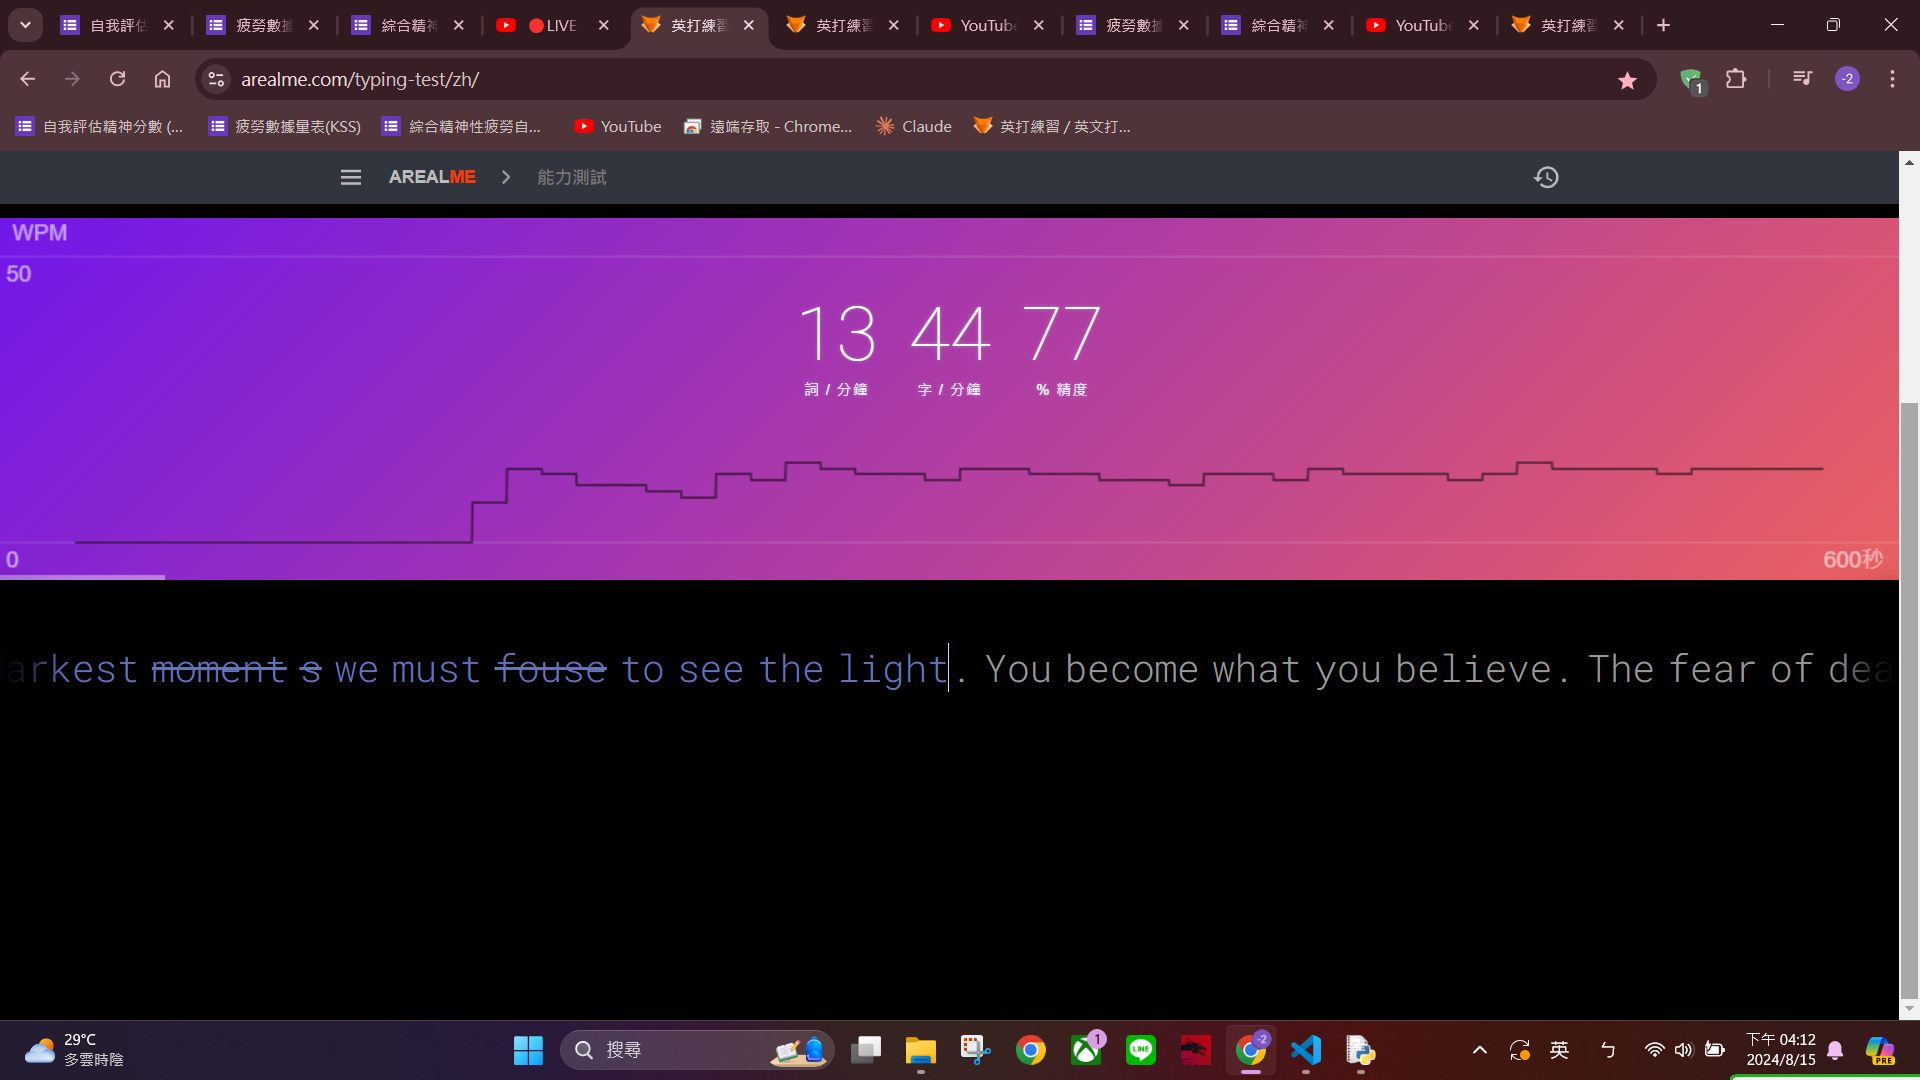 自我評估
疲勞數據
綜合精神
LIVE
英打練習
英打練習
YouTube
疲勞數據
綜合精神
YouTube
英打練習
arealme.com/typing-test/zh/
1
-2
自我評估精神分數 (...
疲勞數據量表(KSS)
綜合精神性疲勞自...
YouTube
遠端存取 - Chrome...
Claude
英打練習 / 英文打...
AREALME
能力測試
WPM
50
13 44 77
詞 / 分鐘
字 / 分鐘
% 精度
0
600秒
arkest moment s we must fouse to see the light. You become what you believe. The fear of dea
29°C
多雲時陰
搜尋
1
LINE
-2
英
ㄅ
下午 04:12
2024/8/15
PRE